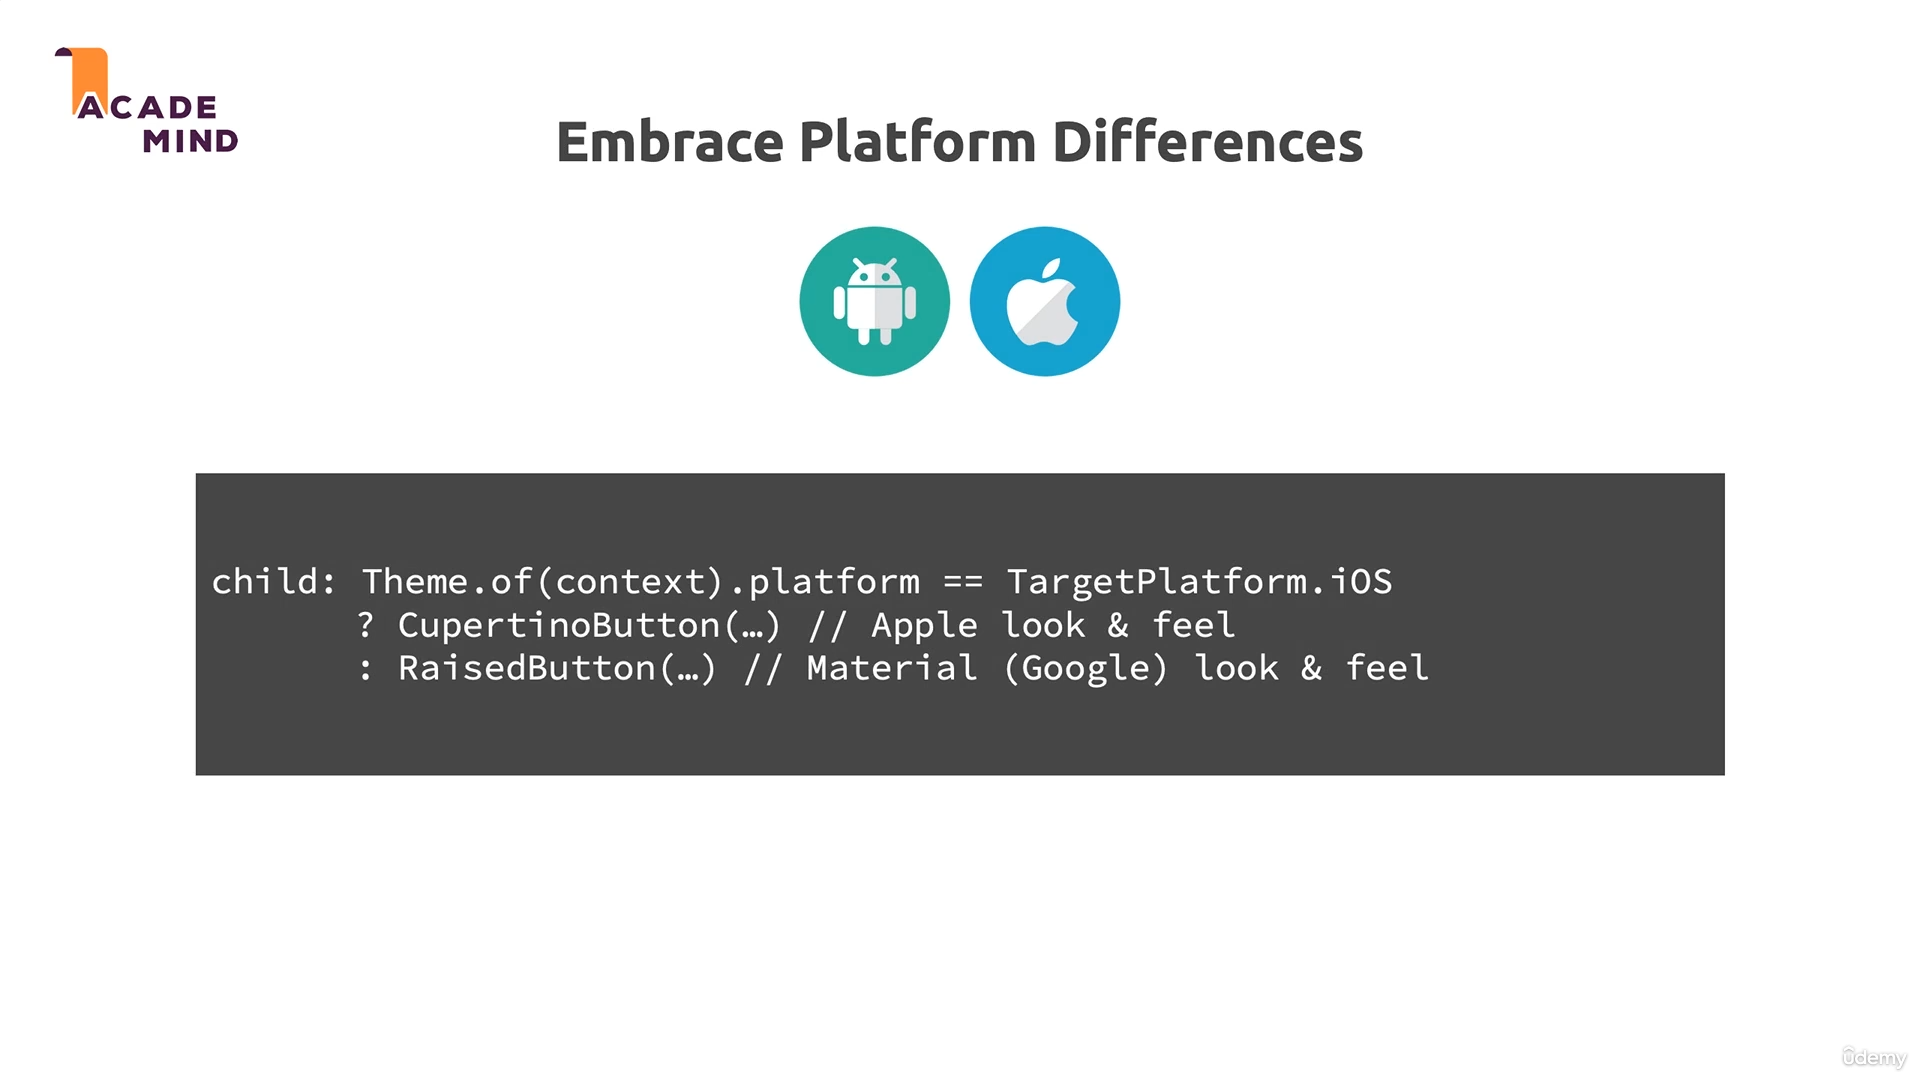 ACADE
MIND
Embrace Platform Differences
child: Theme.of(context).platform == TargetPlatform.iOS
? CupertinoButton(…) // Apple look & feel
: RaisedButton(…) // Material (Google) look & feel
ûdemy